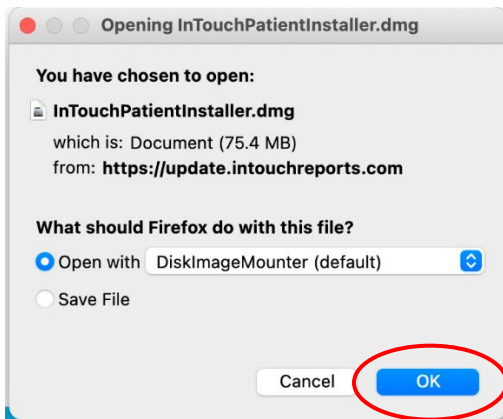 Opening InTouchPatientInstaller.dmg
You have chosen to open:
InTouchPatientInstaller.dmg
which is: Document (75.4 MB)
from: https://update.intouchreports.com
What should Firefox do with this file?
Open with DiskImageMounter (default)
Save File
Cancel OK